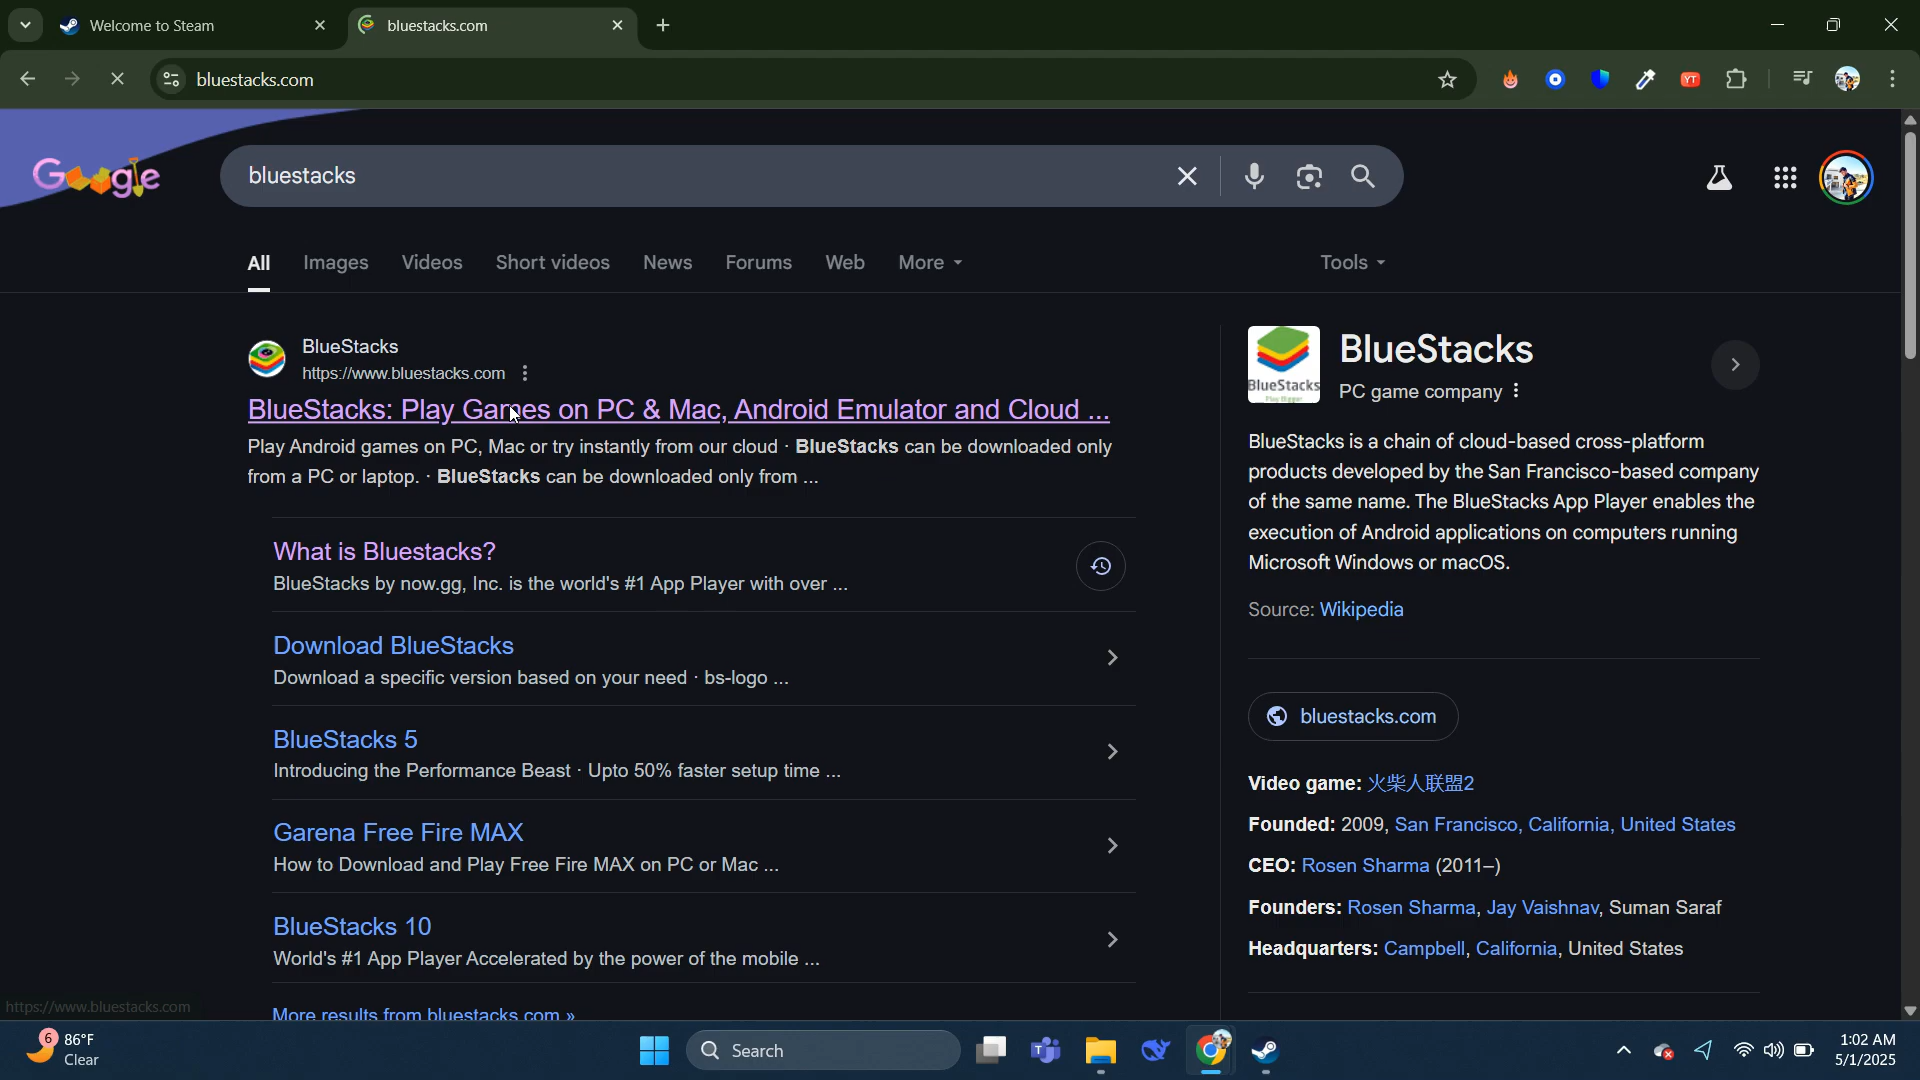 Welcome to Steam
bluestacks.com
bluestacks.com
YT
Google
bluestacks
All
Images
Videos
Short videos
News
Forums
Web
More
Tools
BlueStacks
https://www.bluestacks.com
BlueStacks: Play Games on PC & Mac, Android Emulator and Cloud ...
Play Android games on PC, Mac or try instantly from our cloud · BlueStacks can be downloaded only
from a PC or laptop. · BlueStacks can be downloaded only from ...
What is Bluestacks?
BlueStacks by now.gg, Inc. is the world's #1 App Player with over ...
Download BlueStacks
Download a specific version based on your need · bs-logo ...
BlueStacks 5
Introducing the Performance Beast · Upto 50% faster setup time ...
Garena Free Fire MAX
How to Download and Play Free Fire MAX on PC or Mac ...
BlueStacks 10
World's #1 App Player Accelerated by the power of the mobile ...
More results from bluestacks.com »
BlueStacks
Play Bigger
BlueStacks
PC game company
BlueStacks is a chain of cloud-based cross-platform
products developed by the San Francisco-based company
of the same name. The BlueStacks App Player enables the
execution of Android applications on computers running
Microsoft Windows or macOS.
Source: Wikipedia
bluestacks.com
Video game: 火柴人联盟2
Founded: 2009, San Francisco, California, United States
CEO: Rosen Sharma (2011–)
Founders: Rosen Sharma, Jay Vaishnav, Suman Saraf
Headquarters: Campbell, California, United States
https://www.bluestacks.com
6
86°F
Clear
Search
1:02 AM
5/1/2025